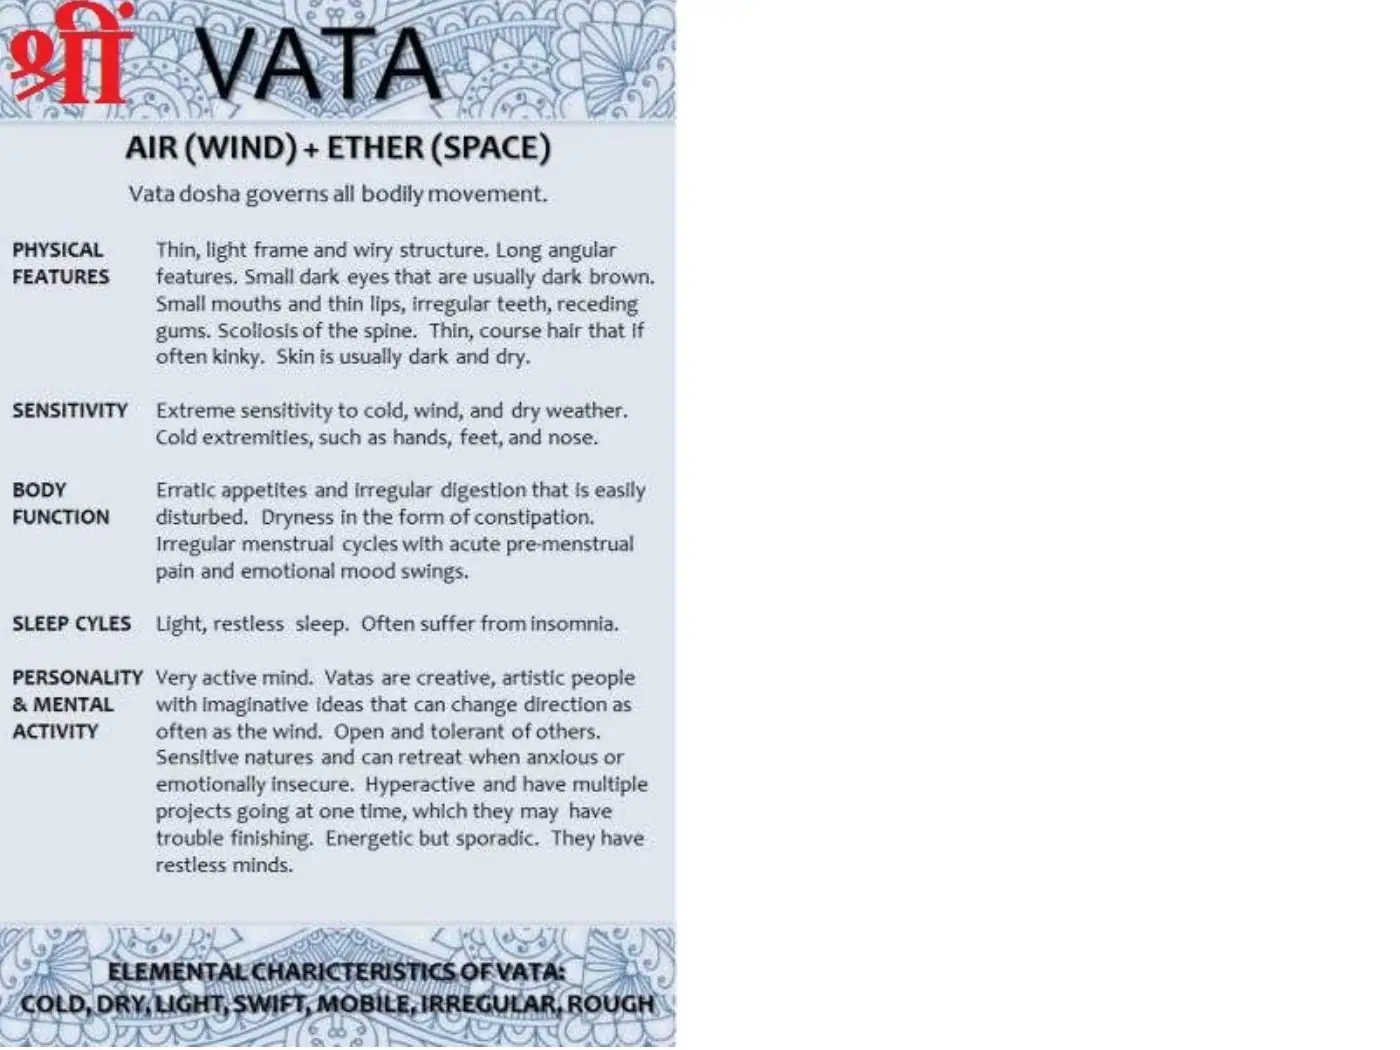 श्रीं
VATA
AIR (WIND) + ETHER (SPACE)
Vata dosha governs all bodily movement.
PHYSICAL FEATURES
Thin, light frame and wiry structure. Long angular
features. Small dark eyes that are usually dark brown.
Small mouths and thin lips, irregular teeth, receding
gums. Scoliosis of the spine. Thin, course hair that if
often kinky. Skin is usually dark and dry.
SENSITIVITY
Extreme sensitivity to cold, wind, and dry weather.
Cold extremities, such as hands, feet, and nose.
BODY FUNCTION
Erratic appetites and irregular digestion that is easily
disturbed. Dryness in the form of constipation.
Irregular menstrual cycles with acute pre-menstrual
pain and emotional mood swings.
SLEEP CYLES
Light, restless sleep. Often suffer from insomnia.
PERSONALITY & MENTAL ACTIVITY
Very active mind. Vatas are creative, artistic people
with imaginative ideas that can change direction as
often as the wind. Open and tolerant of others.
Sensitive natures and can retreat when anxious or
emotionally insecure. Hyperactive and have multiple
projects going at one time, which they may have
trouble finishing. Energetic but sporadic. They have
restless minds.
ELEMENTAL CHARICTERISTICS OF VATA:
COLD, DRY, LIGHT, SWIFT, MOBILE, IRREGULAR, ROUGH